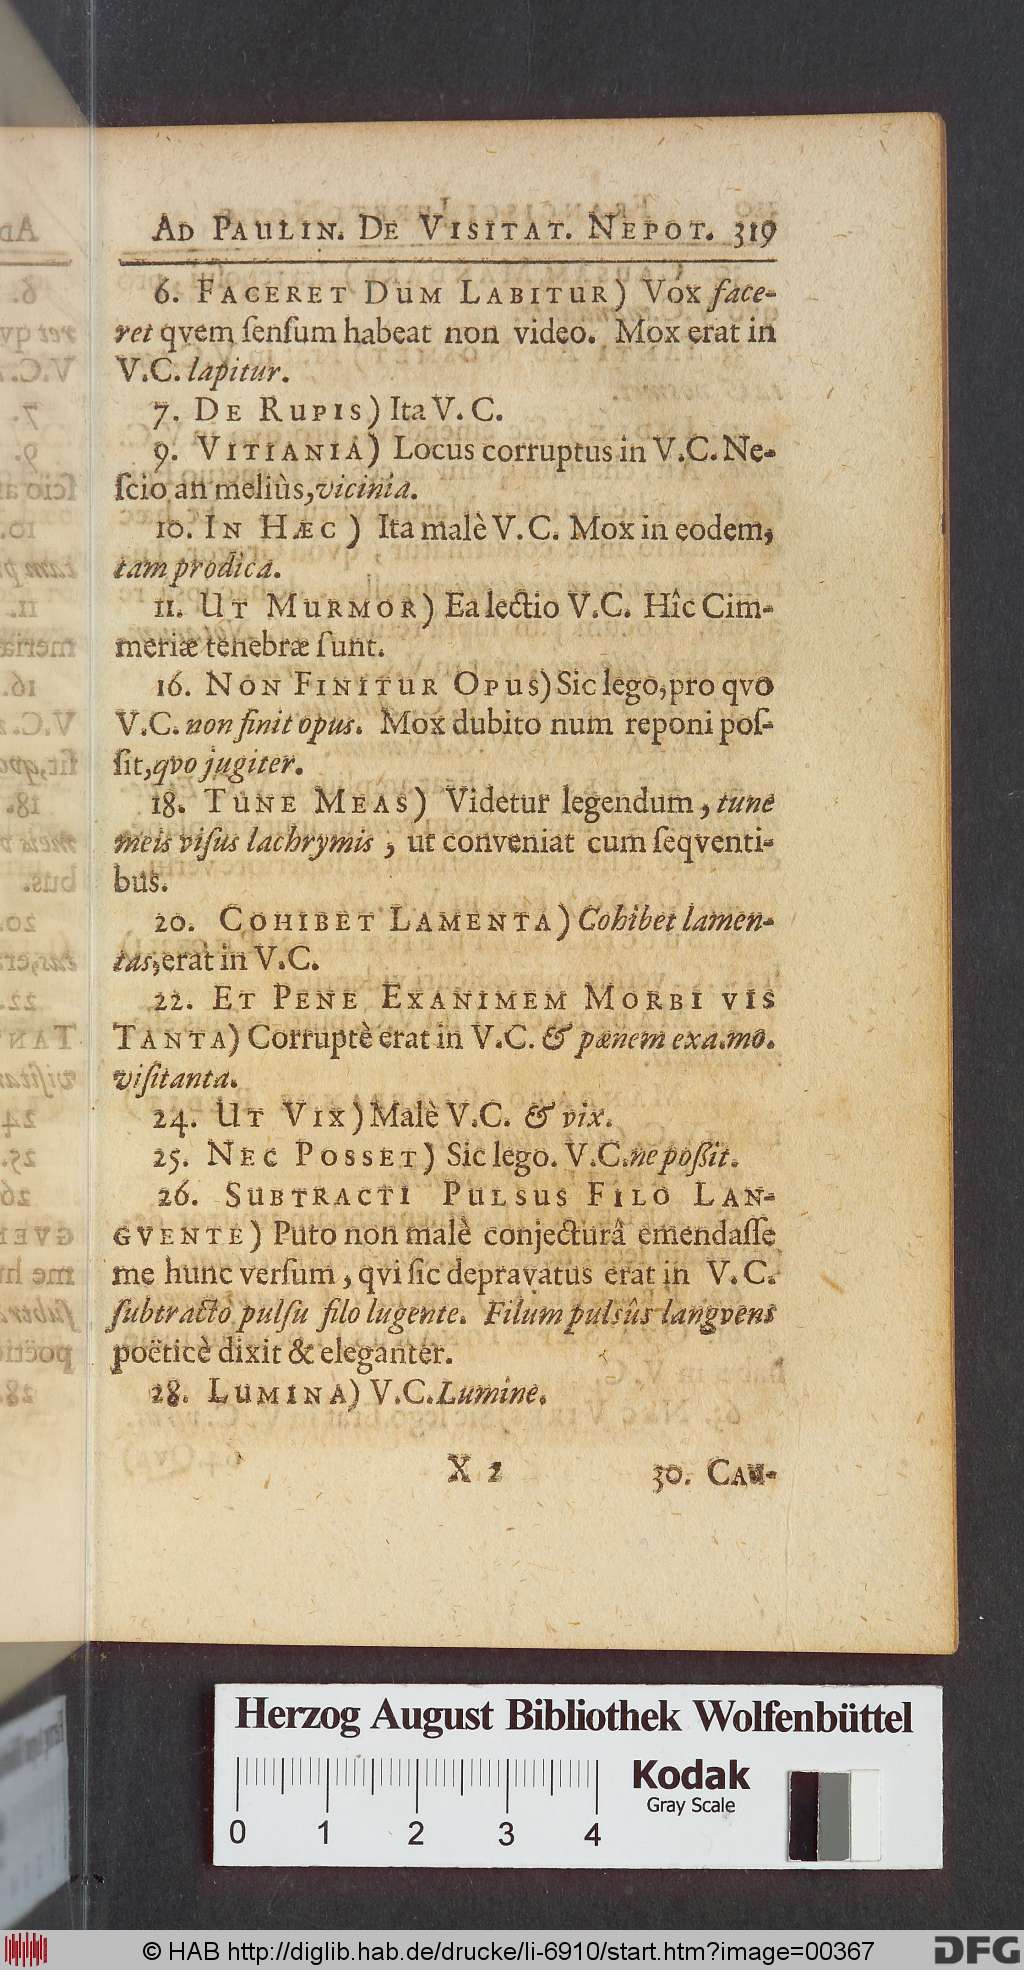 AD PAULIN. DE VISITAT. NEPOT. 319
6. FACERET DUM LABITUR) Vox face-
ret qvem ſenſum habeat non video. Mox erat in
V.C. lapitur.
7. DE RUPIS) Ita V. C.
9. VITIANIA) Locus corruptus in V.C. Ne-
ſcio an meliùs, vicinia.
10. IN HÆC) Ita malè V. C. Mox in eodem,
tam prodica.
11. UT MURMOR) Ea lectio V.C. Hîc Cim-
meriæ tenebræ ſunt.
16. NON FINITUR OPUS) Sic lego, pro qvo
V.C. non finit opus. Mox dubito num reponi poſ-
ſit, qvo jugiter.
18. TUNE MEAS) Videtur legendum, tune
meis viſus lachrymis, ut conveniat cum ſeqventi-
bus.
20. COHIBET LAMENTA) Cohibet lamen-
tas, erat in V.C.
22. ET PENE EXANIMEM MORBI VIS
TANTA) Corruptè erat in V.C. & pænem exa.mo.
viſitanta.
24. UT VIX) Malè V.C. & vix.
25. NEC POSSET) Sic lego. V.C. ne poßit.
26. SUBTRACTI PULSUS FILO LAN-
GVENTE) Puto non malè conjecturâ emendaſſe
me hunc verſum, qvi ſic depravatus erat in V.C.
ſubtracto pulſu filo lugente. Filum pulsûs langvens
poëticè dixit & eleganter.
28. LUMINA) V.C. Lumine.
X 2 30. CAU-
Herzog August Bibliothek Wolfenbüttel
Kodak
Gray Scale
0 1 2 3 4
© HAB http://diglib.hab.de/drucke/li-6910/start.htm?image=00367
DFG